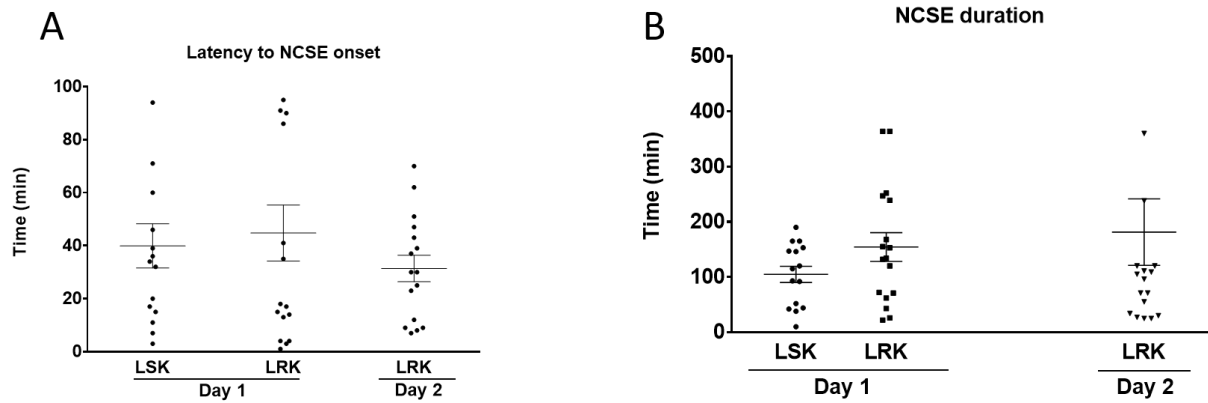 A
Latency to NCSE onset
Time (min)
100
80
60
40
20
0
LSK LRK LRK
Day 1 Day 2
B
NCSE duration
Time (min)
500
400
300
200
100
0
LSK LRK LRK
Day 1 Day 2